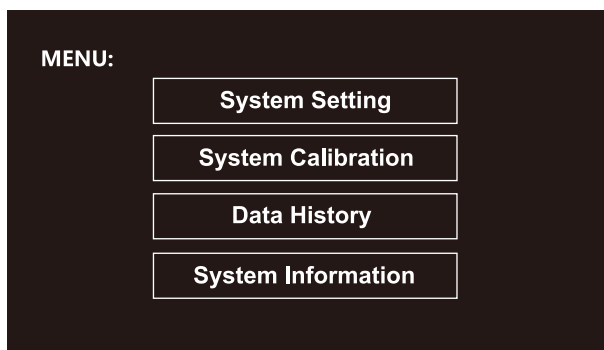 MENU:
System Setting
System Calibration
Data History
System Information